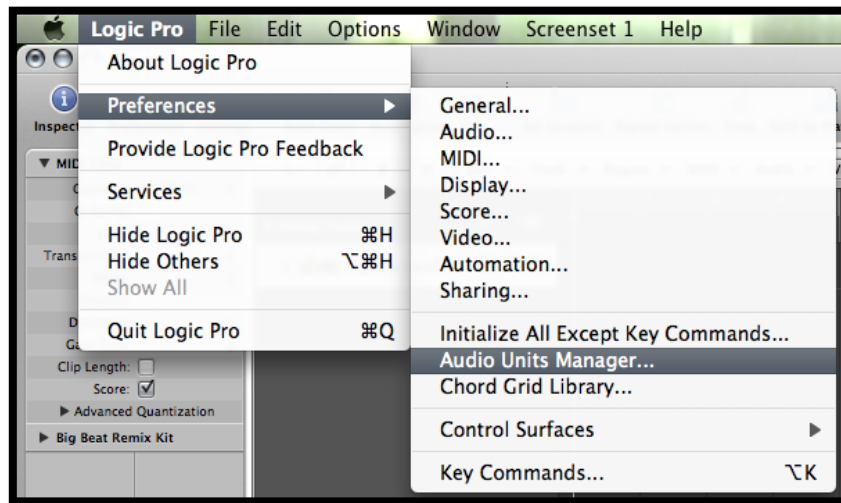 Logic Pro File Edit Options Window Screenset 1 Help
About Logic Pro
Preferences
Provide Logic Pro Feedback
Services
Hide Logic Pro ⌘H
Hide Others ⌥⌘H
Show All
Quit Logic Pro ⌘Q
General...
Audio...
MIDI...
Display...
Score...
Video...
Automation...
Sharing...
Initialize All Except Key Commands...
Audio Units Manager...
Chord Grid Library...
Control Surfaces
Key Commands... ⌥K
Clip Length:
Score:
Advanced Quantization
Big Beat Remix Kit